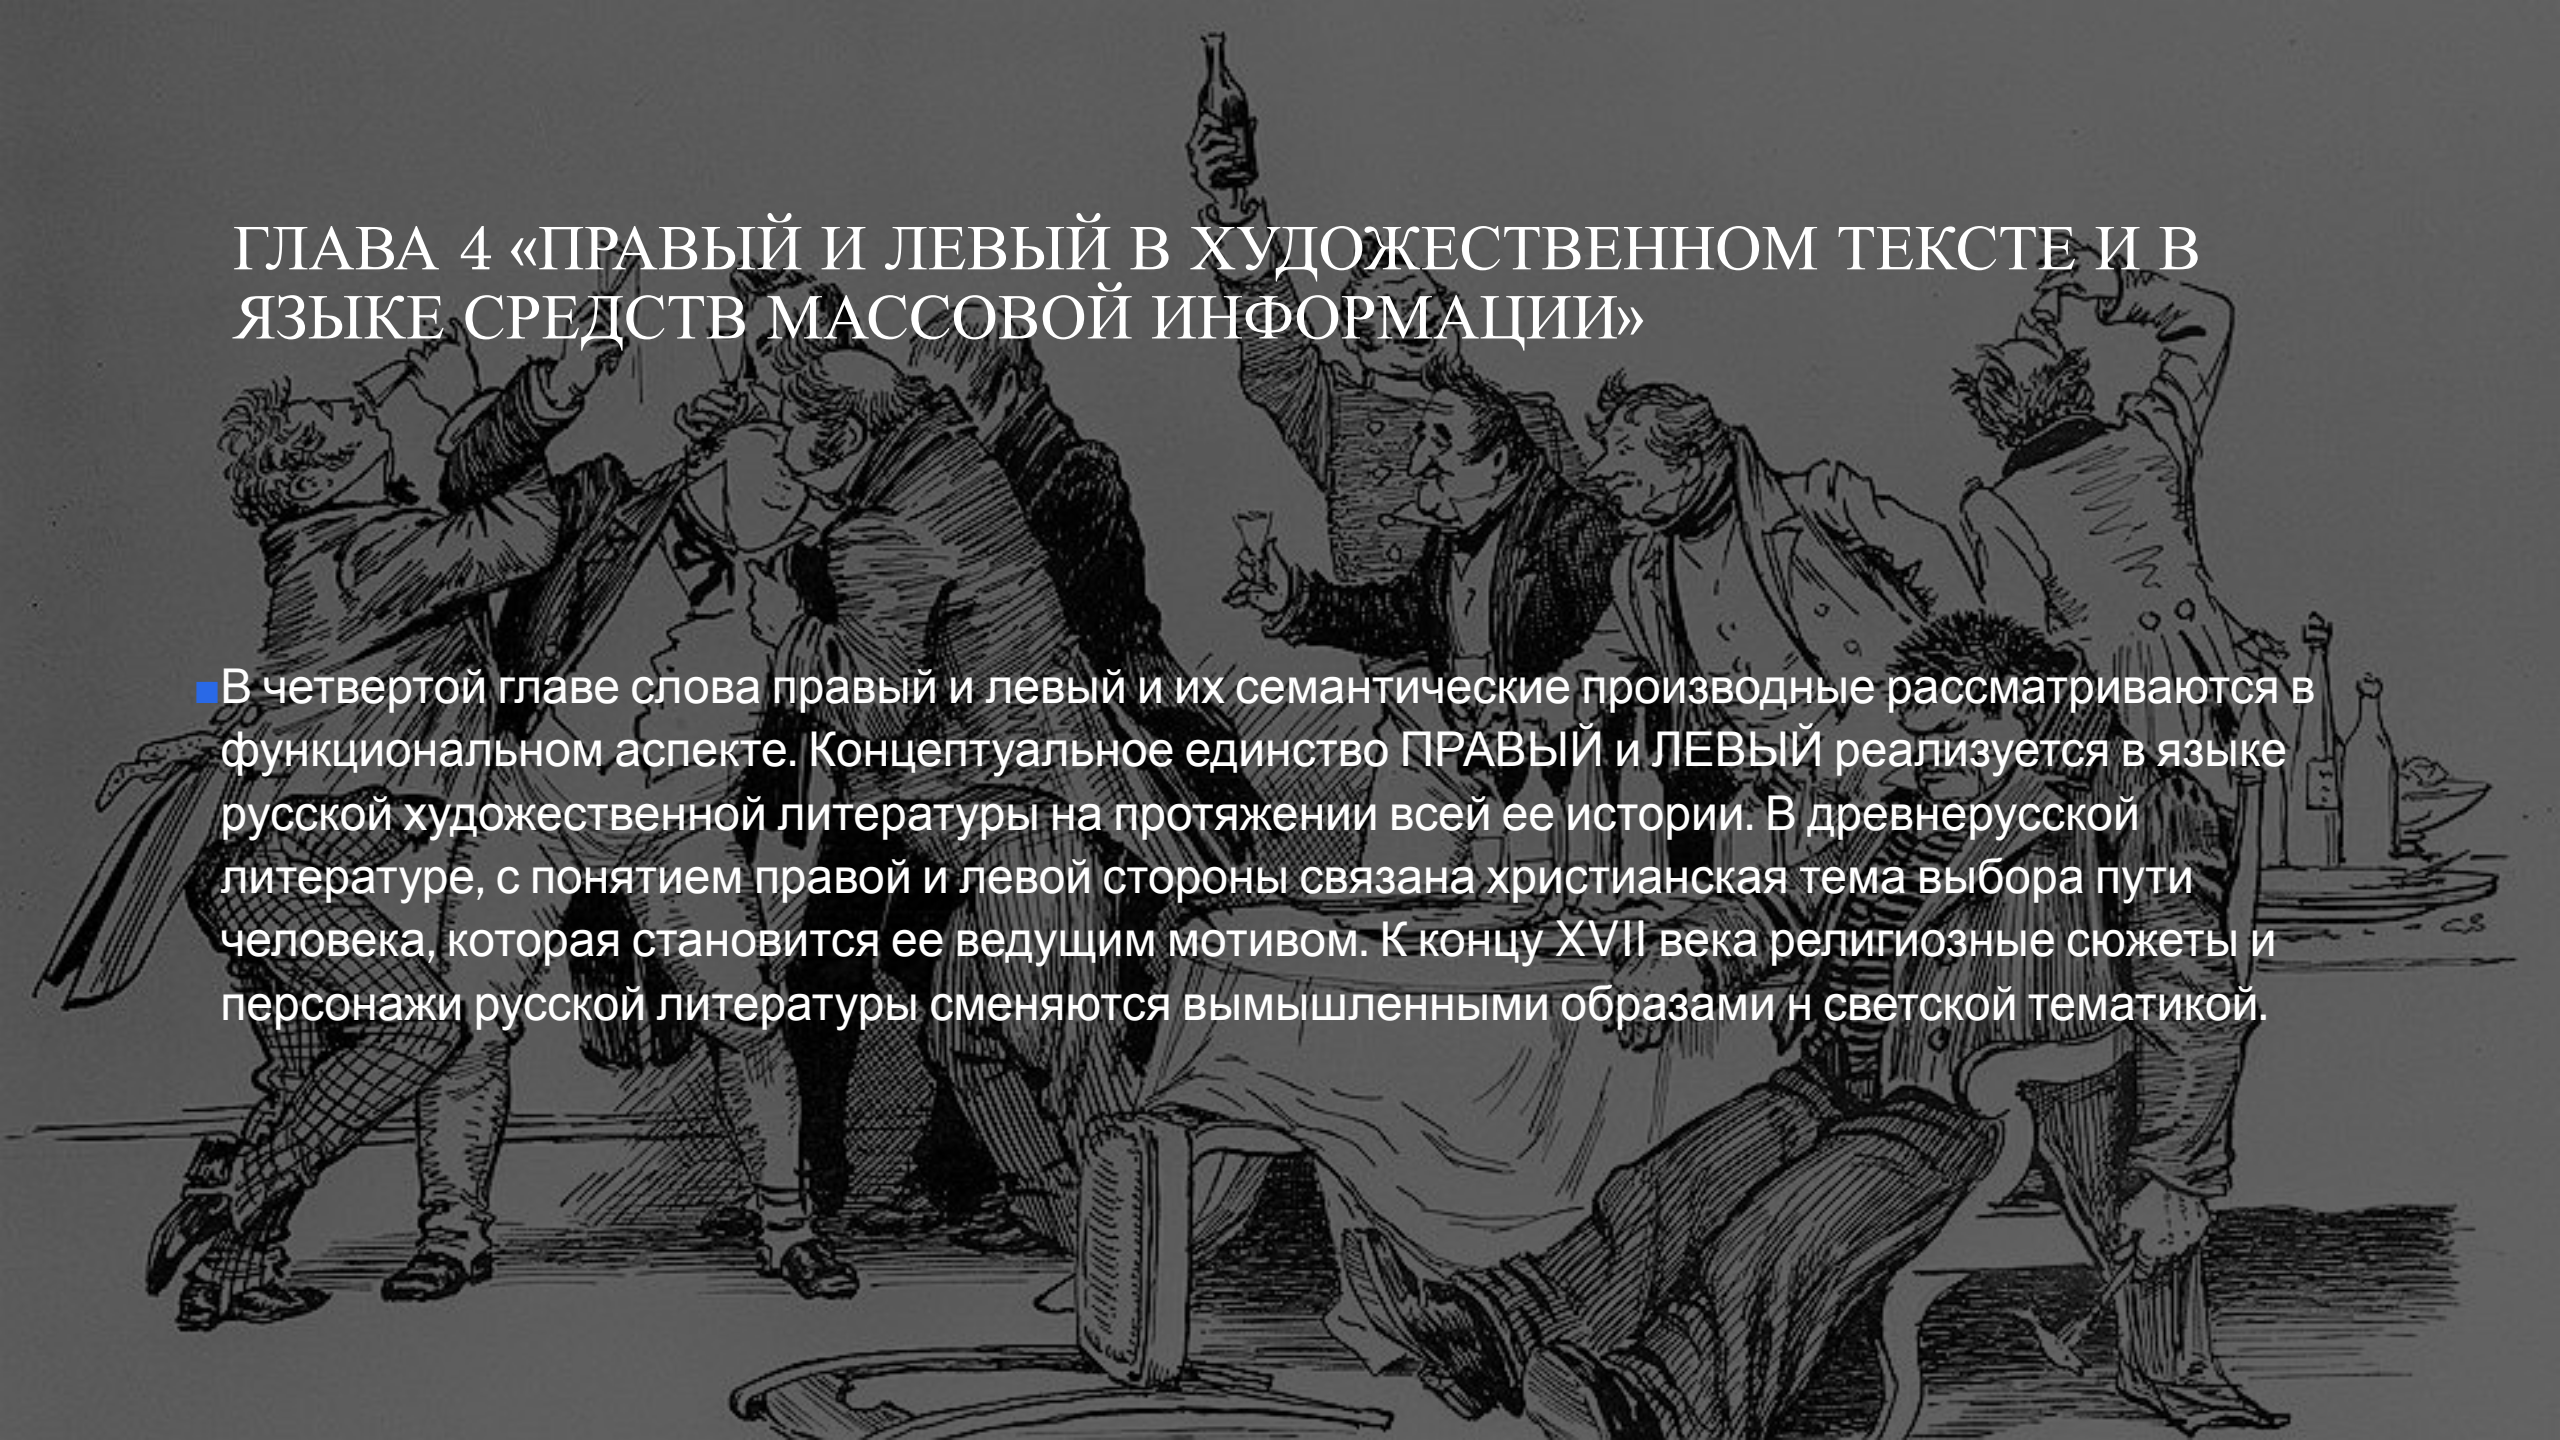 ГЛАВА 4 «ПРАВЫЙ И ЛЕВЫЙ В ХУДОЖЕСТВЕННОМ ТЕКСТЕ И В
ЯЗЫКЕ СРЕДСТВ МАССОВОЙ ИНФОРМАЦИИ»
В четвертой главе слова правый и левый и их семантические производные рассматриваются в
функциональном аспекте. Концептуальное единство ПРАВЫЙ и ЛЕВЫЙ реализуется в языке
русской художественной литературы на протяжении всей ее истории. В древнерусской
литературе, с понятием правой и левой стороны связана христианская тема выбора пути
человека, которая становится ее ведущим мотивом. К концу XVII века религиозные сюжеты и
персонажи русской литературы сменяются вымышленными образами н светской тематикой.